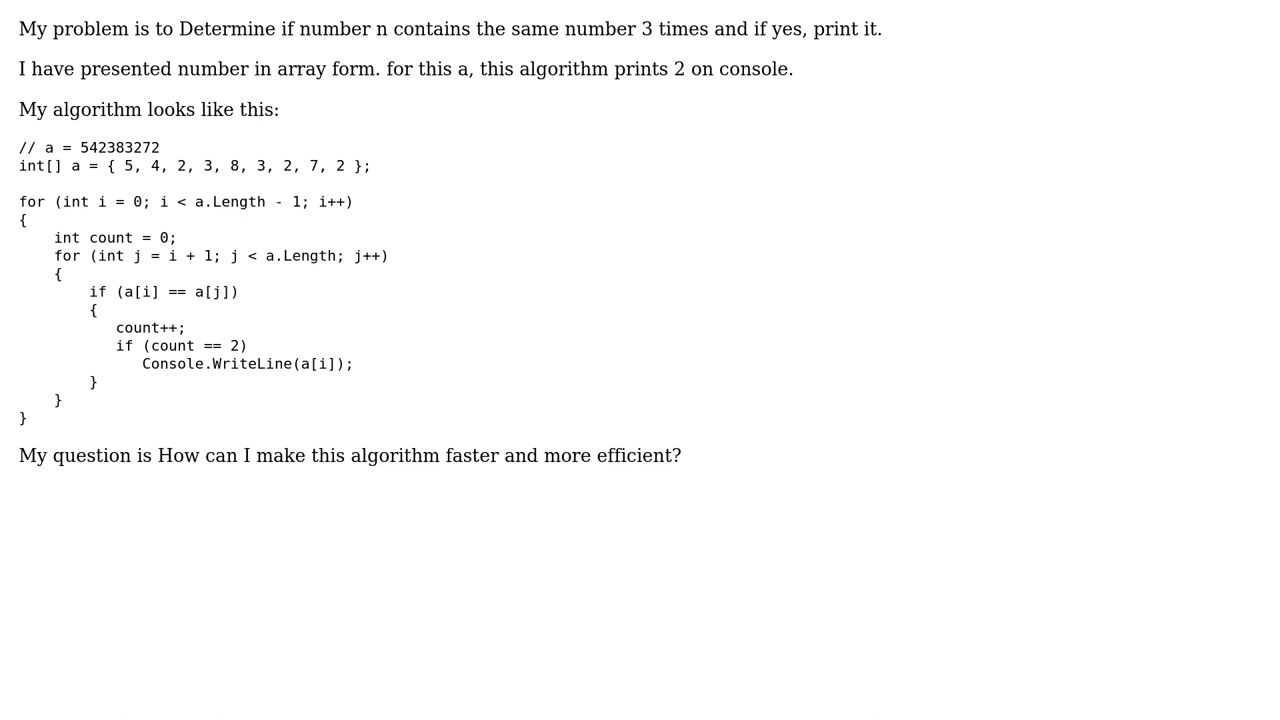 My problem is to Determine if number n contains the same number 3 times and if yes, print it.
I have presented number in array form. for this a, this algorithm prints 2 on console.
My algorithm looks like this:
// a = 542383272
int[] a = { 5, 4, 2, 3, 8, 3, 2, 7, 2 };

for (int i = 0; i < a.Length - 1; i++)
{
    int count = 0;
    for (int j = i + 1; j < a.Length; j++)
    {
        if (a[i] == a[j])
        {
           count++;
           if (count == 2)
              Console.WriteLine(a[i]);
        }
    }
}
My question is How can I make this algorithm faster and more efficient?